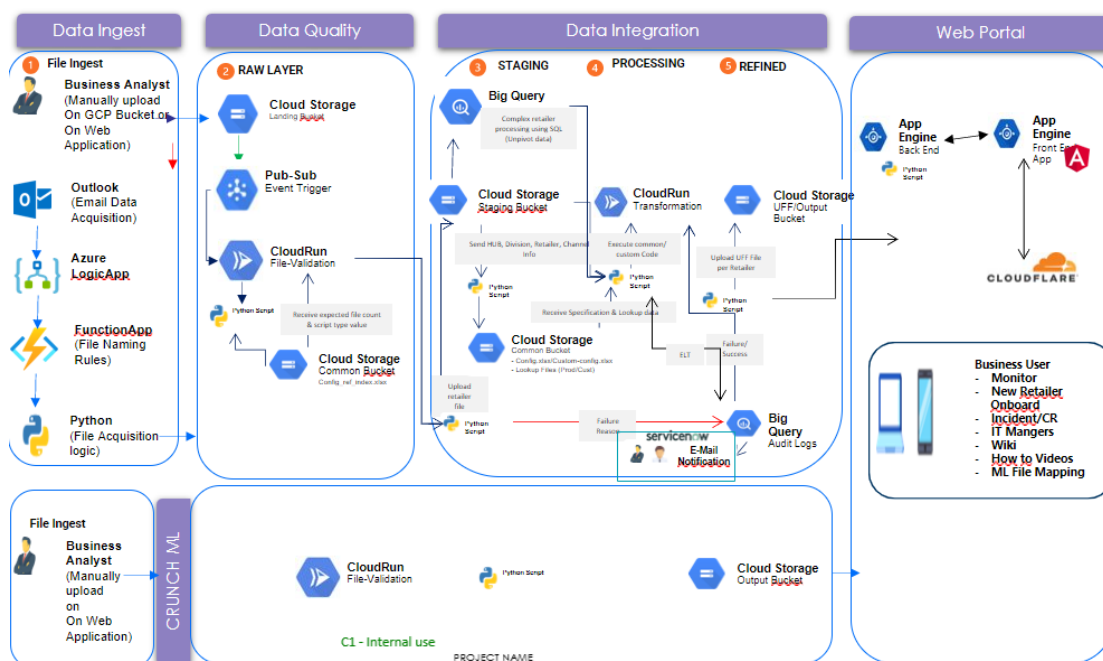 Data Ingest
Data Quality
Data Integration
Web Portal
1 File Ingest
Business Analyst
(Manually upload
On GCP Bucket or
On Web
Application)
Outlook
(Email Data
Acquisition)
Azure
LogicApp
FunctionApp
(File Naming
Rules)
Python
(File Acquisition
logic)
2 RAW LAYER
Cloud Storage
Landing Bucket
Pub-Sub
Event Trigger
CloudRun
File-Validation
Python Script
Receive expected file count
& script type value
Cloud Storage
Common Bucket
Config_ref_index.xlsx
3 STAGING
4 PROCESSING
5 REFINED
Big Query
Complex retailer
processing using SQL
(Unpivot data)
Cloud Storage
Staging Bucket
CloudRun
Transformation
Cloud Storage
UFF/Output
Bucket
Send HUB, Division, Retailer, Channel
Info
Execute common/
custom Code
Upload UFF File
per Retailer
Python
Script
Python
Script
Python
Script
Receive Specification & Lookup data
Cloud Storage
Common Bucket
- Config.xlsx/Custom-config.xlsx
- Lookup Files (Prod/Cust)
ELT
Failure/
Success
Upload
retailer
file
Python
Script
Failure
Reason
Big
Query
Audit Logs
servicenow
E-Mail
Notification
App
Engine
Back End
Python
Script
App
Engine
Front End
App
A
CLOUDFLARE
Business User
- Monitor
- New Retailer
Onboard
- Incident/CR
- IT Mangers
- Wiki
- How to Videos
- ML File Mapping
File Ingest
Business
Analyst
(Manually
upload
on
On Web
Application)
CRUNCH ML
CloudRun
File-Validation
Python Script
Cloud Storage
Output Bucket
C1 - Internal use
PROJECT NAME